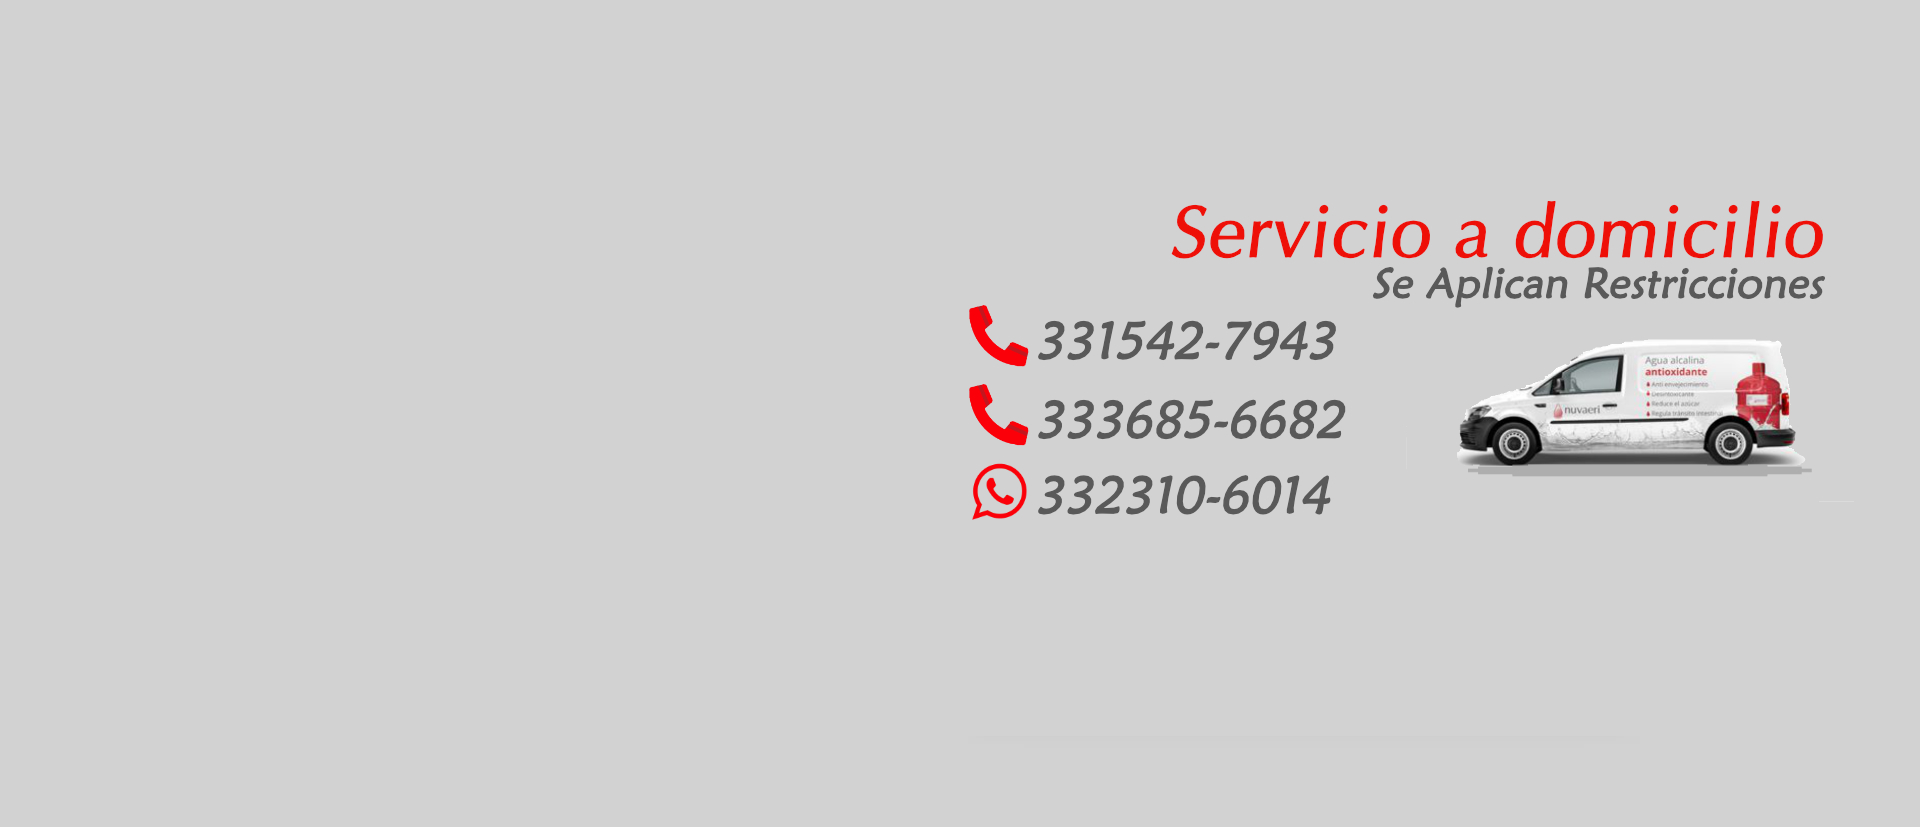 Servicio a domicilio
Se Aplican Restricciones
331542-7943
333685-6682
332310-6014
Agua alcalina
antioxidante
Anti envejecimiento
Desintoxicante
Reduce el azúcar
Regula tránsito intestinal
nuvaeri